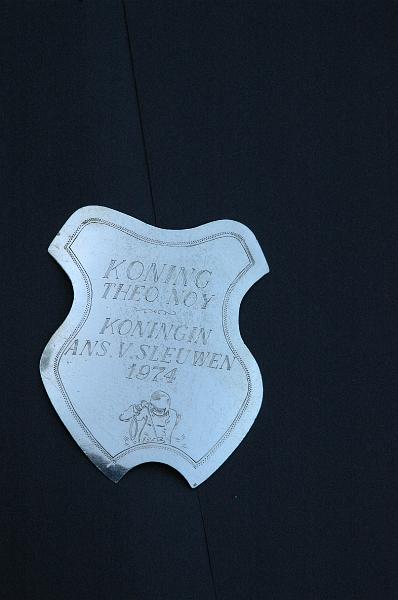 KONING
THEO NOY
KONINGIN
ANS. V. SLEUWEN
1974